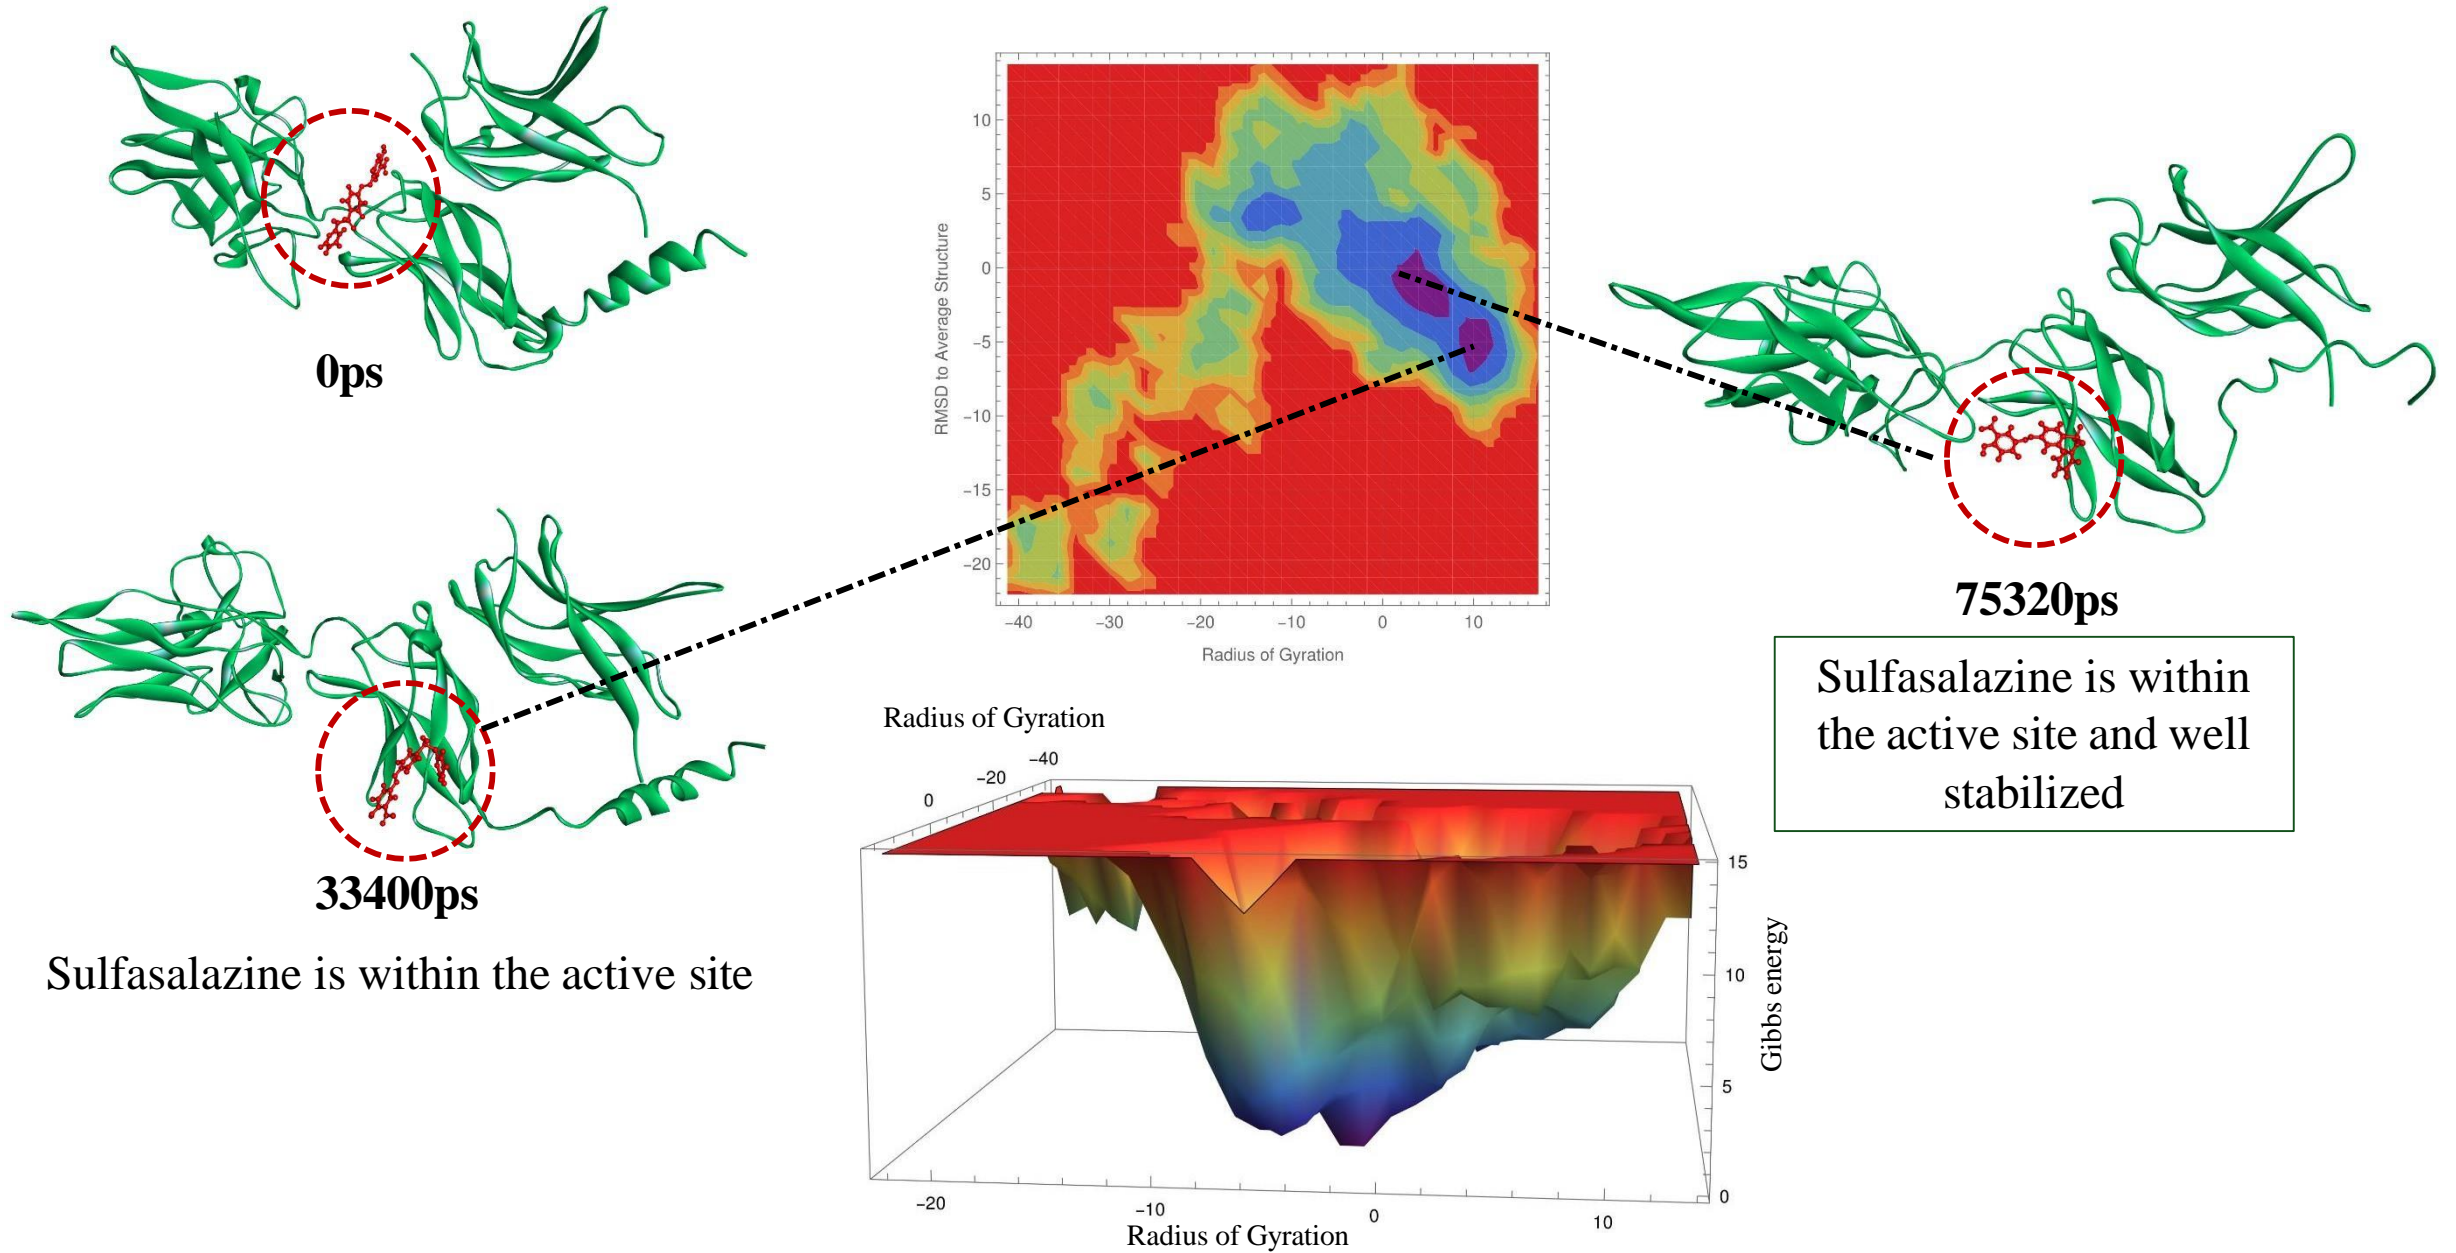 0ps
33400ps
Sulfasalazine is within the active site
10
5
0
−5
−10
−15
−20
RMSD to Average Structure
−40
−30
−20
−10
0
10
Radius of Gyration
75320ps
Sulfasalazine is within
the active site and well
stabilized
Radius of Gyration
−40
−20
0
15
10
5
0
Gibbs energy
−20
−10
0
10
Radius of Gyration